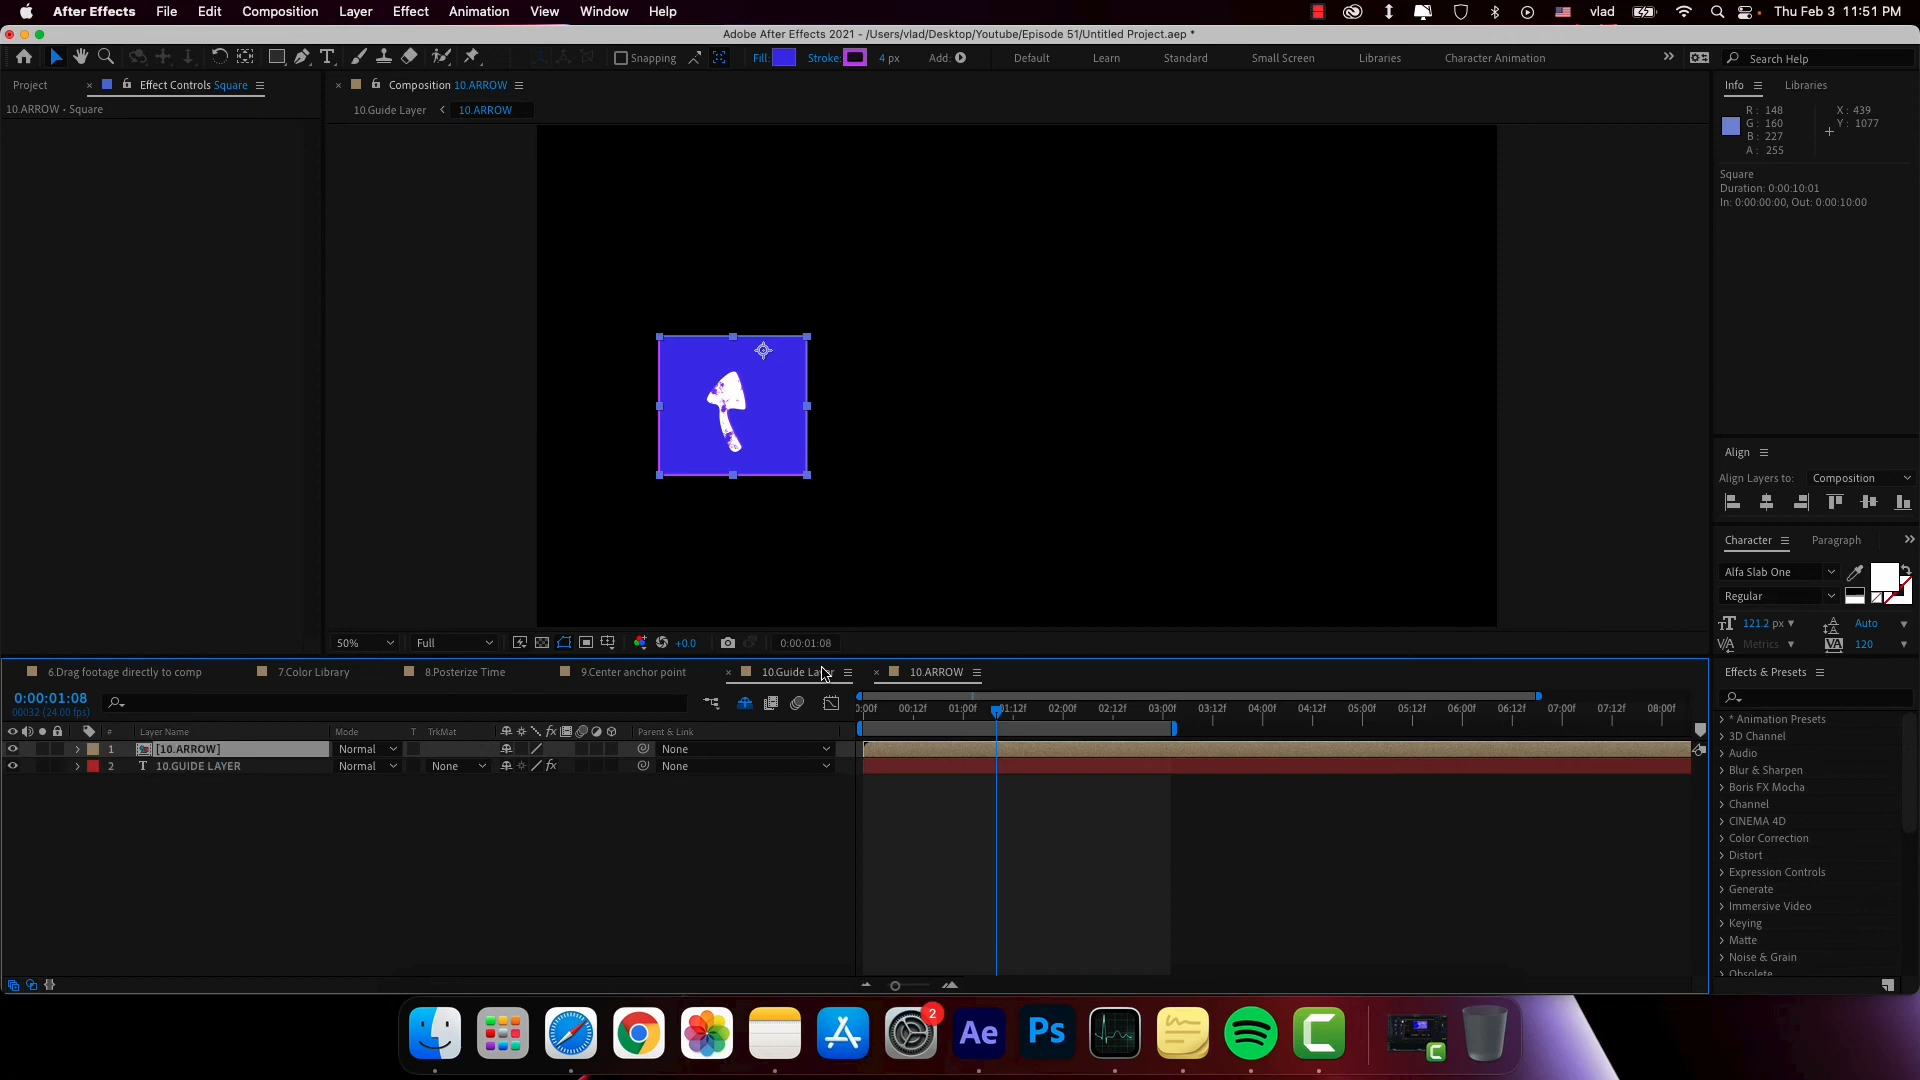 After Effects File Edit Composition Layer Effect Animation View Window Help vlad Thu Feb 3 11:51 PM
Adobe After Effects 2021 - /Users/vlad/Desktop/Youtube/Episode 51/Untitled Project.aep *
Snapping Fill: Stroke: 4 px Add: Default Learn Standard Small Screen Libraries Character Animation » Search Help
Project × Effect Controls Square
10.ARROW • Square
× Composition 10.ARROW
10.Guide Layer < 10.ARROW
Info Libraries
R: 148 X: 439
G: 160 Y: 1077
B: 227
A: 255
Square
Duration: 0:00:10:01
In: 0:00:00:00, Out: 0:00:10:00
Align
Align Layers to: Composition
Character Paragraph »
Alfa Slab One
Regular
121.2 px Auto
Metrics 120
50% Full +0.0 0:00:01:08
6.Drag footage directly to comp 7.Color Library 8.Posterize Time 9.Center anchor point × 10.Guide Layer × 10.ARROW
0:00:01:08
00032 (24.00 fps)
):00f 00:12f 01:00f 01:12f 02:00f 02:12f 03:00f 03:12f 04:00f 04:12f 05:00f 05:12f 06:00f 06:12f 07:00f 07:12f 08:00f
# Layer Name Mode T TrkMat fx Parent & Link
1 [10.ARROW] Normal None
2 T 10.GUIDE LAYER Normal None fx None
Effects & Presets
* Animation Presets
3D Channel
Audio
Blur & Sharpen
Boris FX Mocha
Channel
CINEMA 4D
Color Correction
Distort
Expression Controls
Generate
Immersive Video
Keying
Matte
Noise & Grain
Obsolete
2
Ae Ps C
C